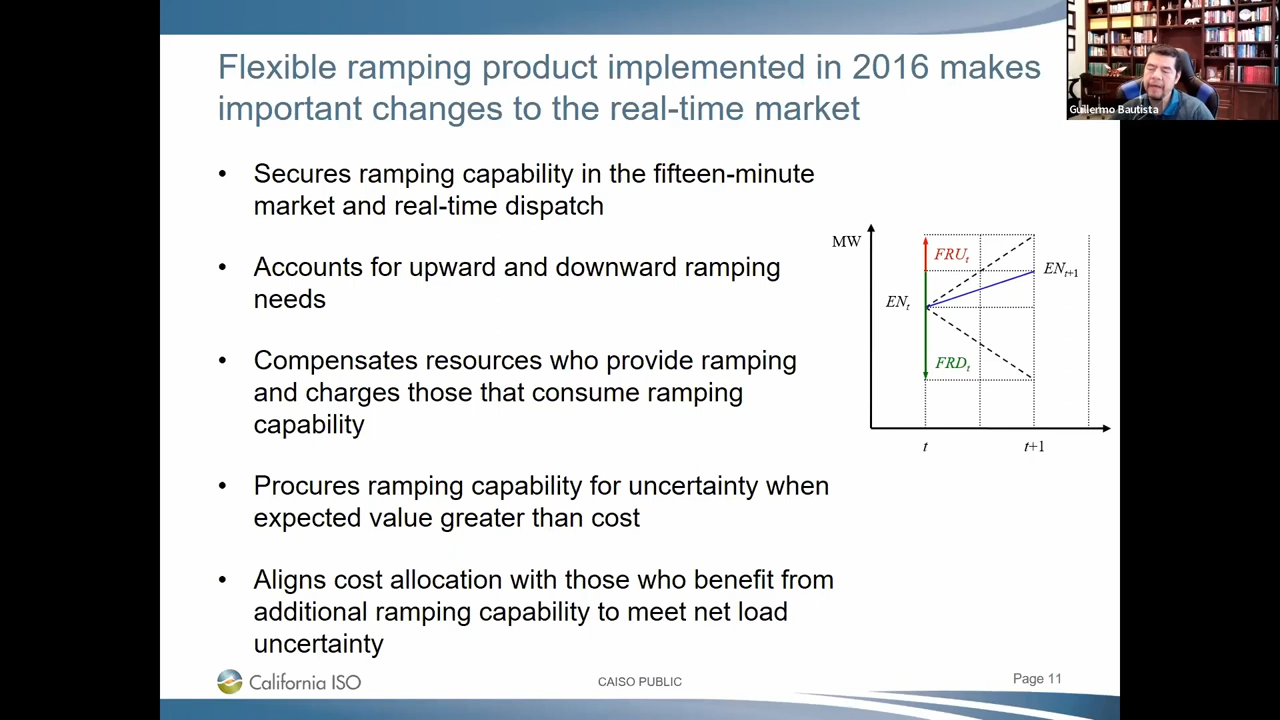 Flexible ramping product implemented in 2016 makes
important changes to the real-time market
Guillermo Bautista
• Secures ramping capability in the fifteen-minute
market and real-time dispatch
• Accounts for upward and downward ramping
needs
• Compensates resources who provide ramping
and charges those that consume ramping
capability
• Procures ramping capability for uncertainty when
expected value greater than cost
• Aligns cost allocation with those who benefit from
additional ramping capability to meet net load
uncertainty
MW
FRUt
ENt+1
ENt
FRDt
t
t+1
California ISO
CAISO PUBLIC
Page 11